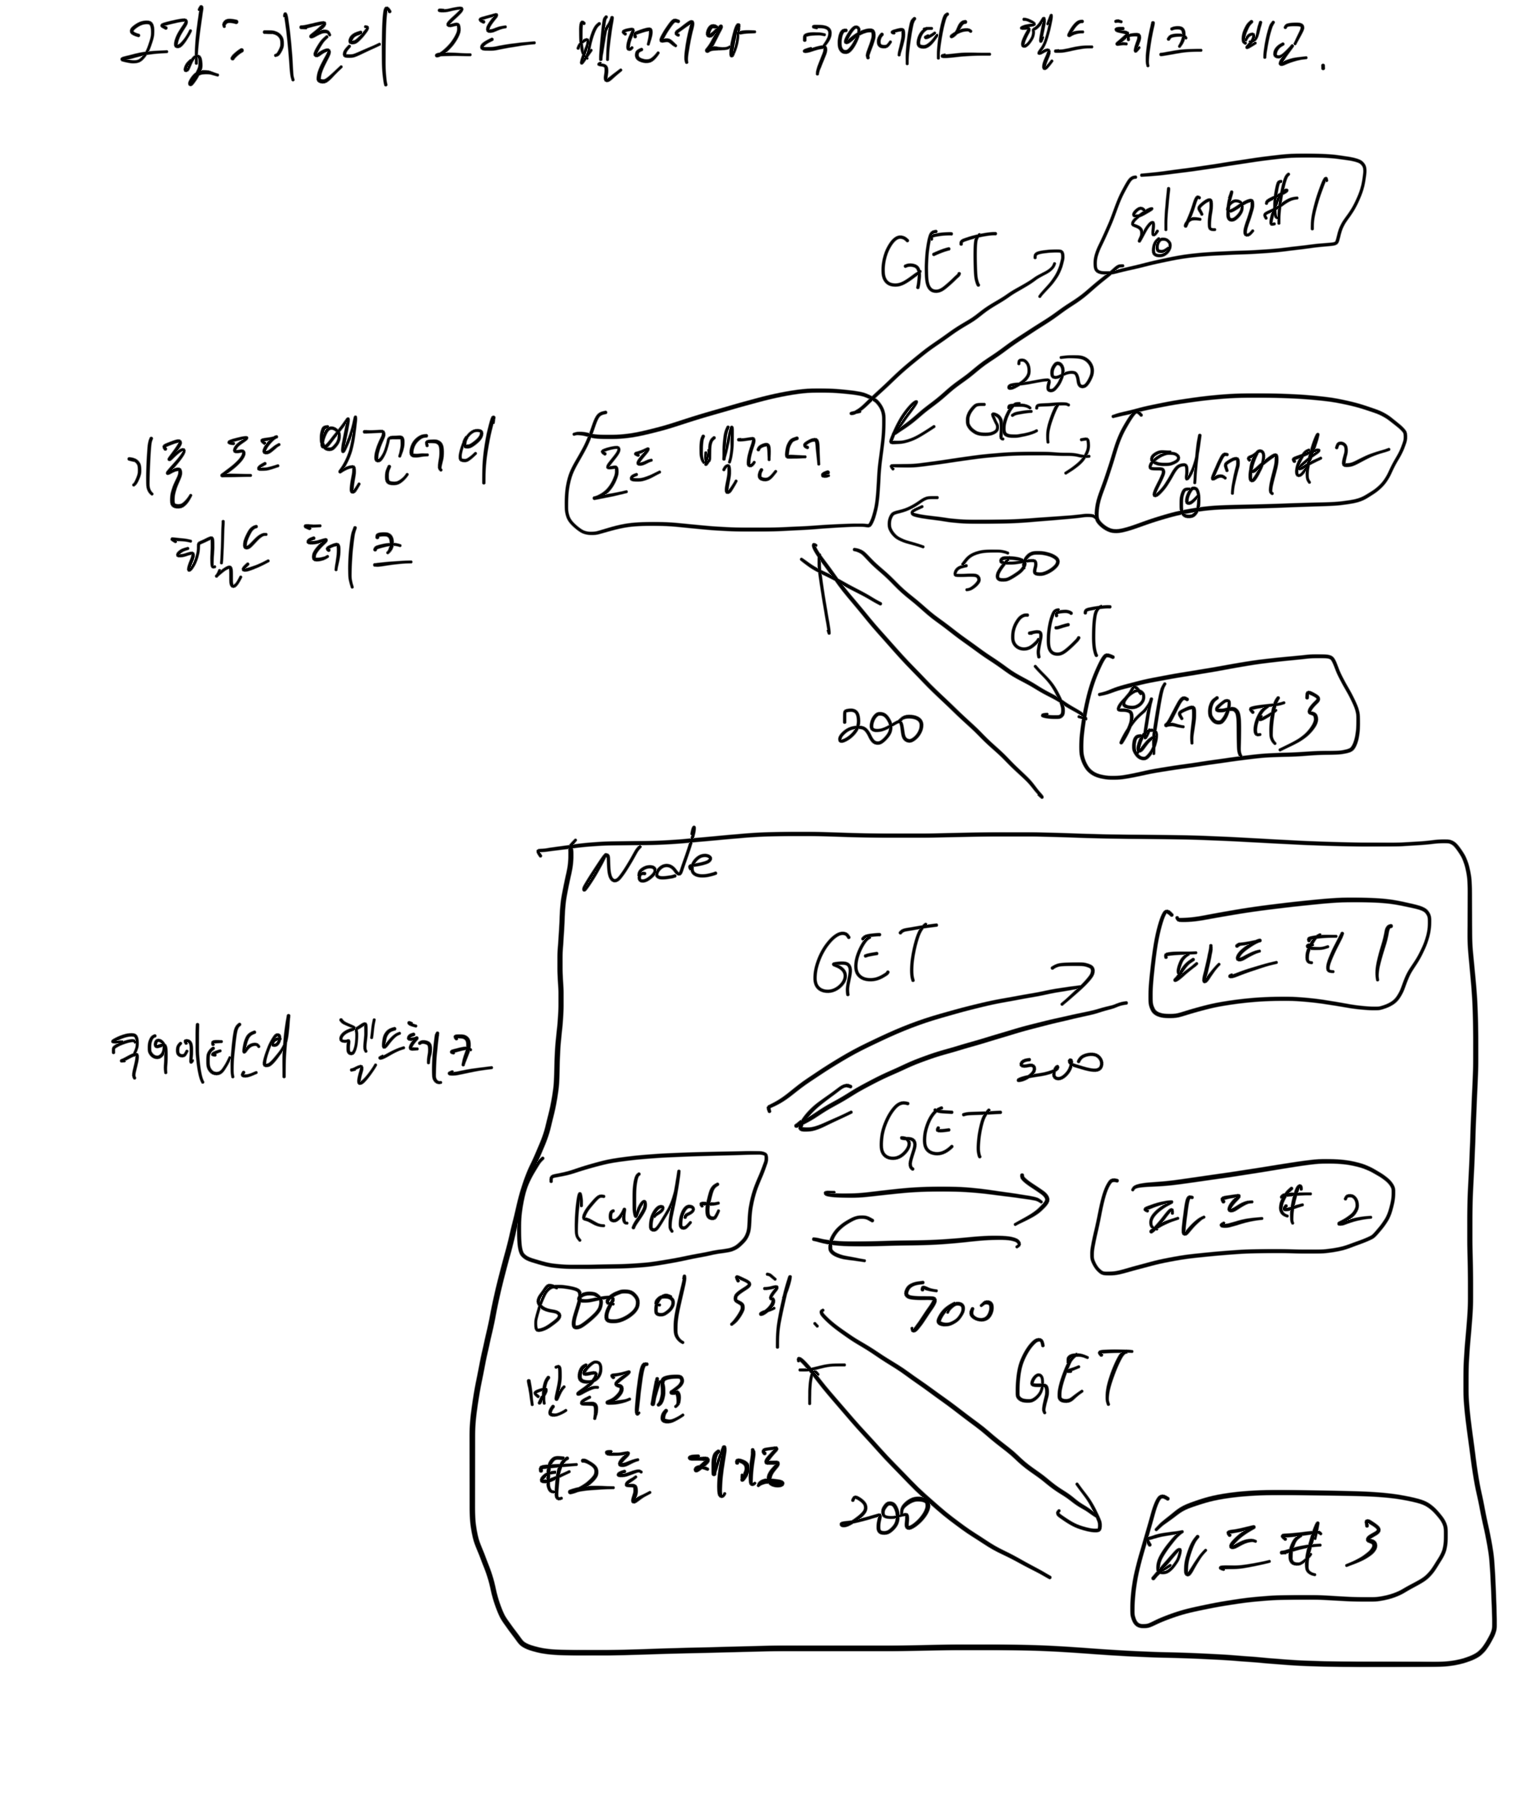 그림: 기존의 로드 밸런서와 쿠버네티스 헬스 체크 비교.
GET
웹 서버 #1
200
GET
기존 로드 밸런서의
헬스 체크
로드 밸런서.
웹 서버 #2
500
GET
웹 서버 #3
200
Node
GET
파드 #1
쿠버네티스의 헬스체크
200
GET
Kubelet
파드 #2
500이 3회
반복되면
#2를 재기동
500
GET
200
파드 #3